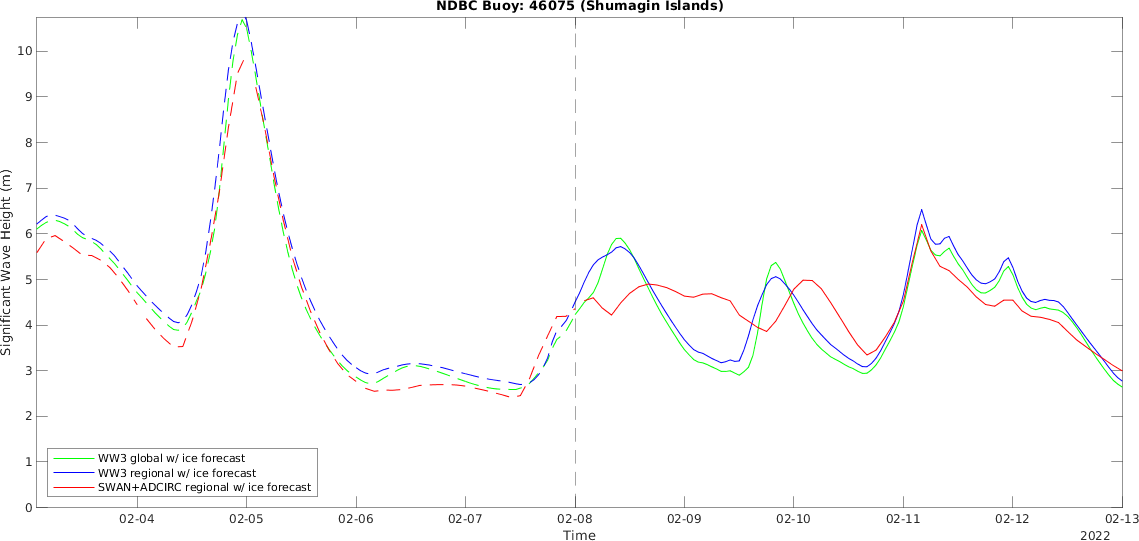 NDBC Buoy: 46075 (Shumagin Islands)
10
9
8
7
6
5
4
3
2
1
0
Significant Wave Height (m)
WW3 global w/ ice forecast
WW3 regional w/ ice forecast
SWAN+ADCIRC regional w/ ice forecast
02-04 02-05 02-06 02-07 02-08 02-09 02-10 02-11 02-12 02-13
Time
2022